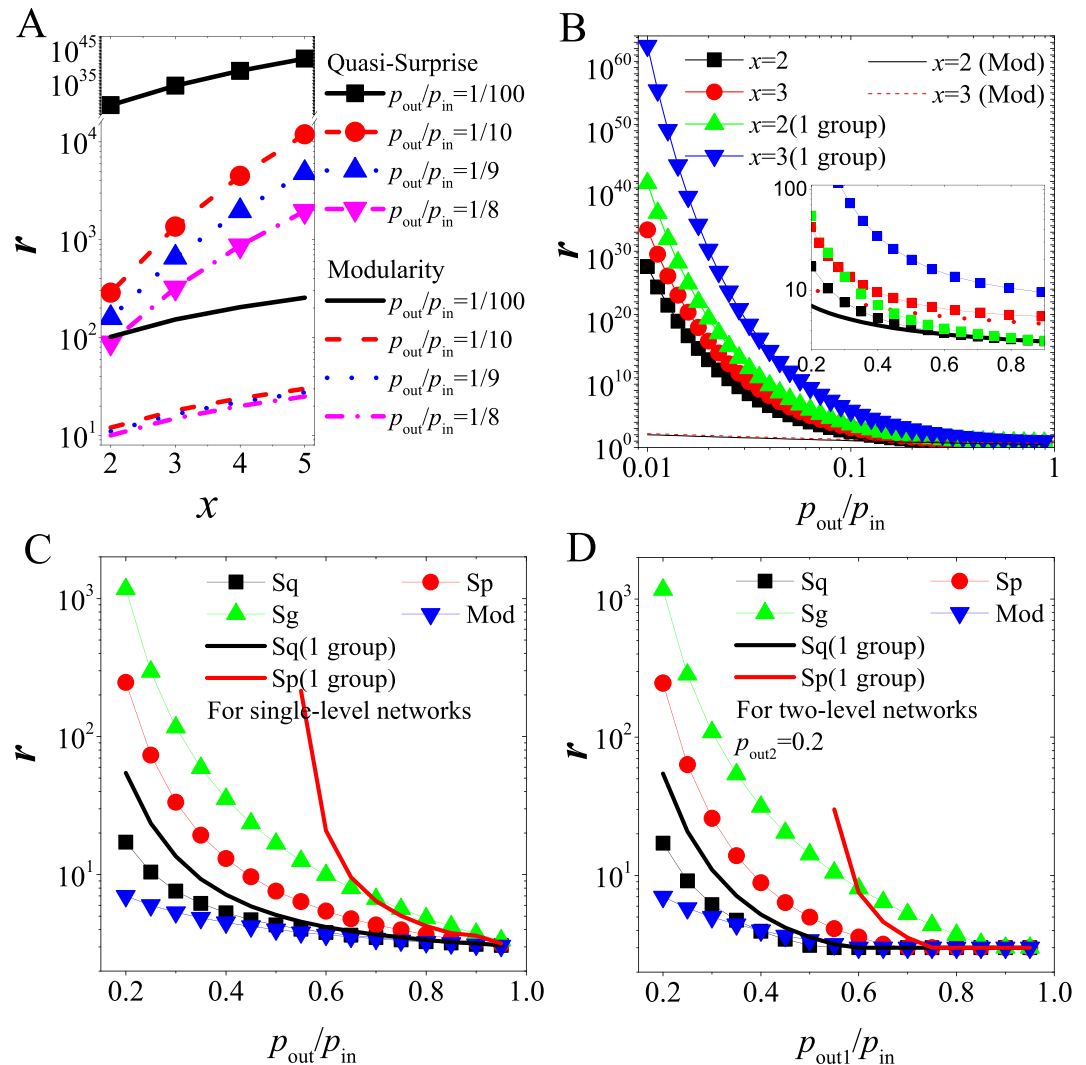 A
10^45
10^35
10^4
10^3
10^2
10^1
r
2
3
4
5
x
Quasi-Surprise
p_out/p_in=1/100
p_out/p_in=1/10
p_out/p_in=1/9
p_out/p_in=1/8
Modularity
p_out/p_in=1/100
p_out/p_in=1/10
p_out/p_in=1/9
p_out/p_in=1/8
B
10^60
10^50
10^40
10^30
10^20
10^10
10^0
r
x=2
x=3
x=2(1 group)
x=3(1 group)
x=2 (Mod)
x=3 (Mod)
100
10
0.2 0.4 0.6 0.8
0.01 0.1 1
p_out/p_in
C
10^3
10^2
10^1
r
Sq Sp
Sg Mod
Sq(1 group)
Sp(1 group)
For single-level networks
0.2 0.4 0.6 0.8 1.0
p_out/p_in
D
10^3
10^2
10^1
r
Sq Sp
Sg Mod
Sq(1 group)
Sp(1 group)
For two-level networks
p_out2=0.2
0.2 0.4 0.6 0.8 1.0
p_out1/p_in